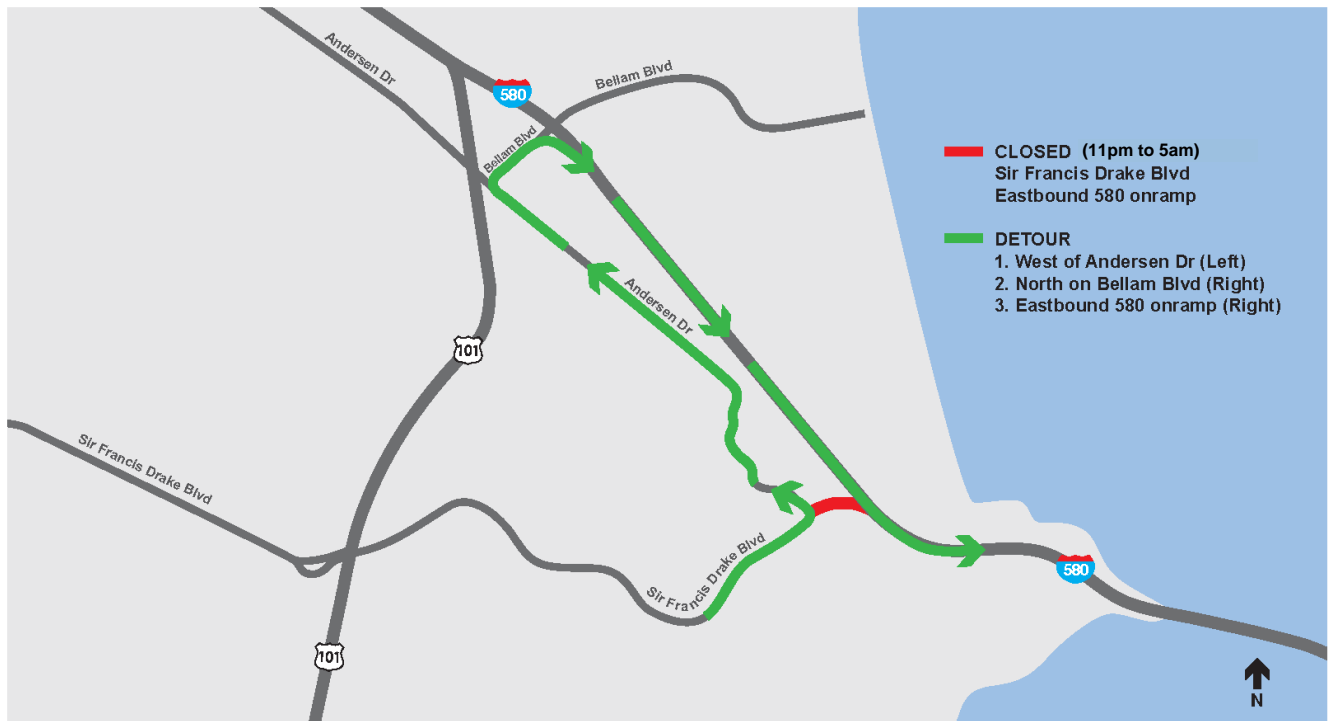 Andersen Dr
580
Bellam Blvd
Bellam Blvd
CLOSED (11pm to 5am)
Sir Francis Drake Blvd
Eastbound 580 onramp
DETOUR
1. West of Andersen Dr (Left)
2. North on Bellam Blvd (Right)
3. Eastbound 580 onramp (Right)
Andersen Dr
101
Sir Francis Drake Blvd
Sir Francis Drake Blvd
580
101
N